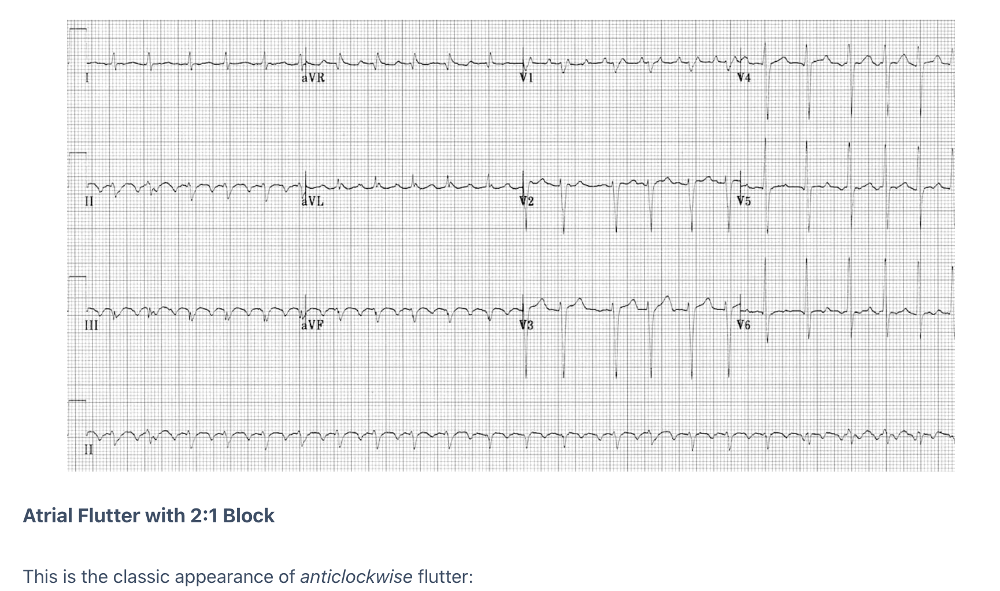 I aVR V1 V4
II aVL V2 V5
III aVF V3 V6
II
Atrial Flutter with 2:1 Block
This is the classic appearance of anticlockwise flutter: